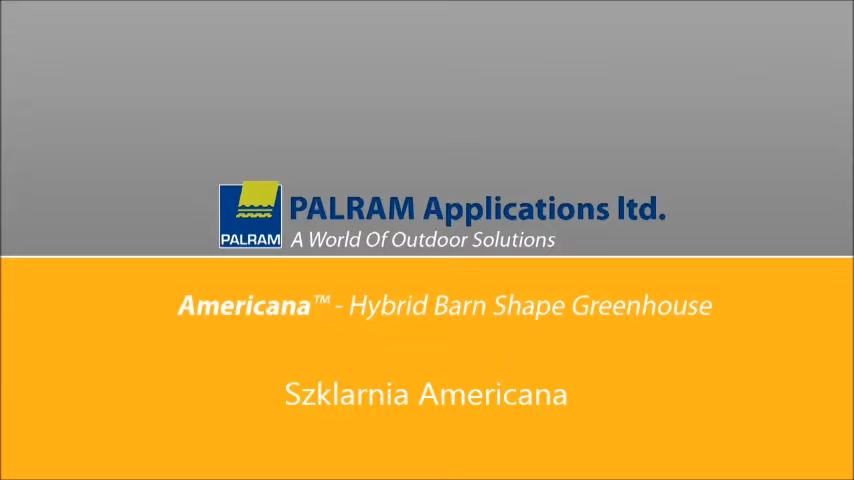 PALRAM Applications ltd.
PALRAM
A World Of Outdoor Solutions
Americana™ - Hybrid Barn Shape Greenhouse
Szklarnia Americana